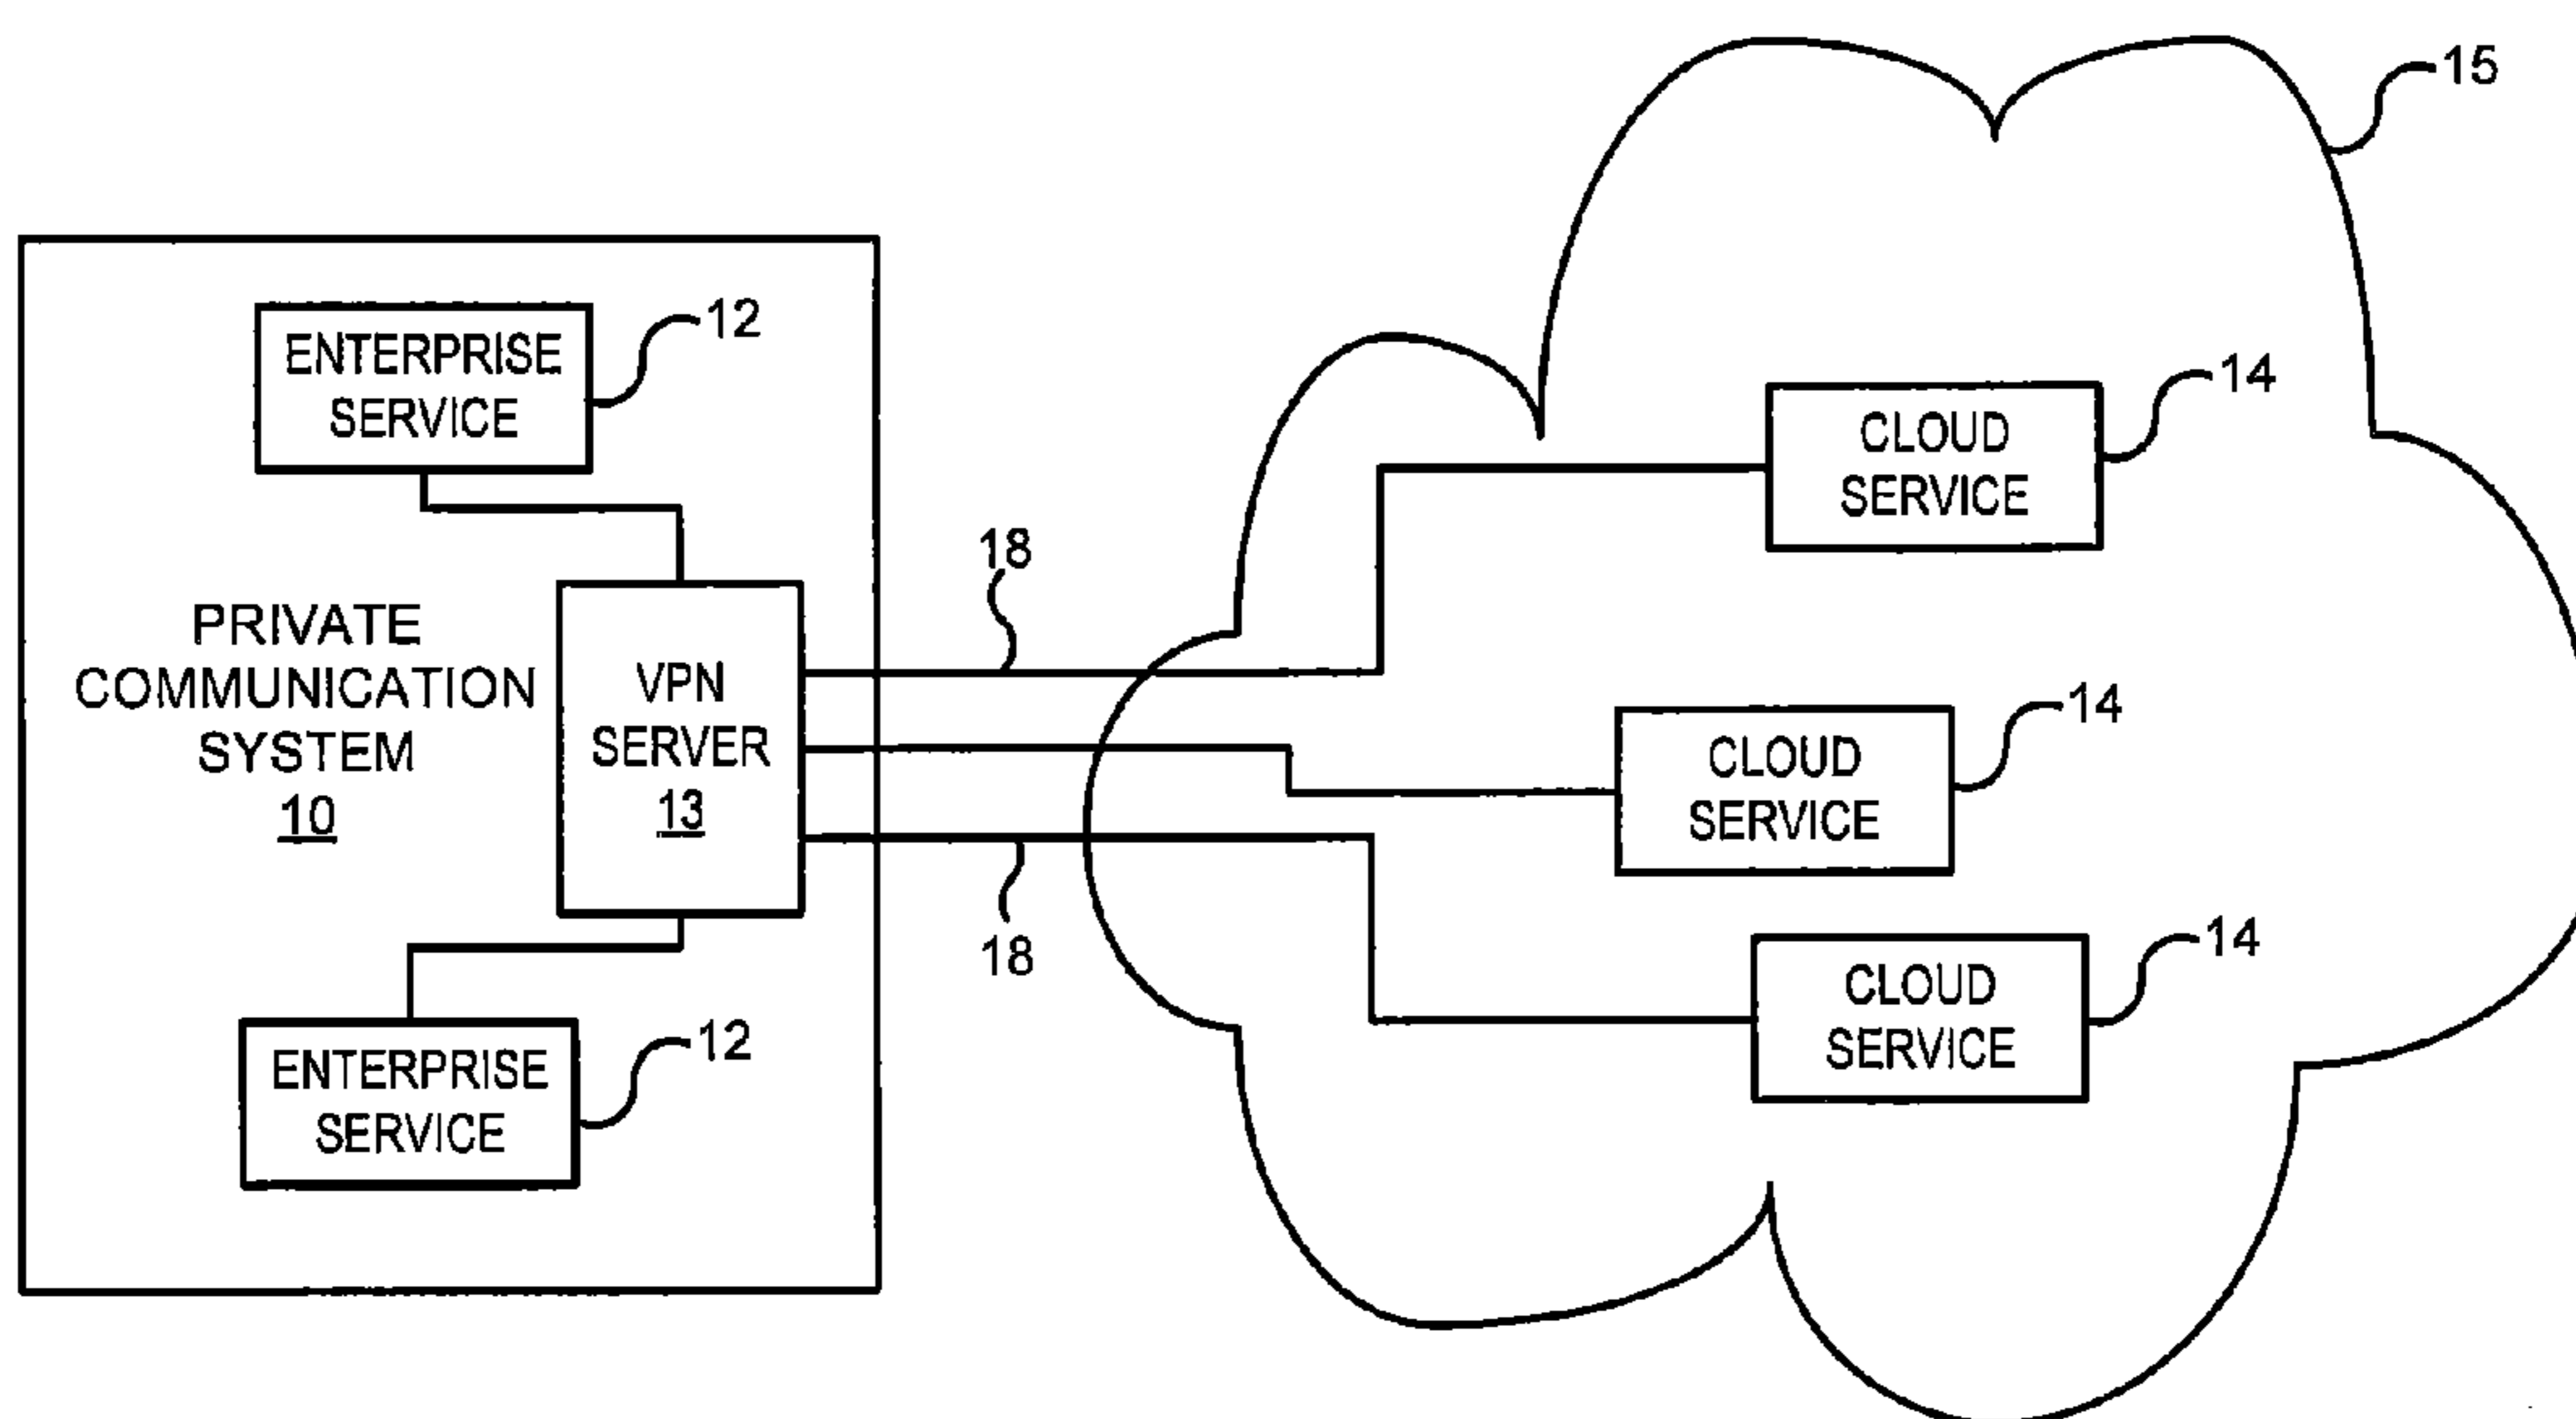 15
12
ENTERPRISE
SERVICE
14
CLOUD
SERVICE
18
PRIVATE
COMMUNICATION
SYSTEM
10
VPN
SERVER
13
14
CLOUD
SERVICE
18
14
CLOUD
SERVICE
12
ENTERPRISE
SERVICE